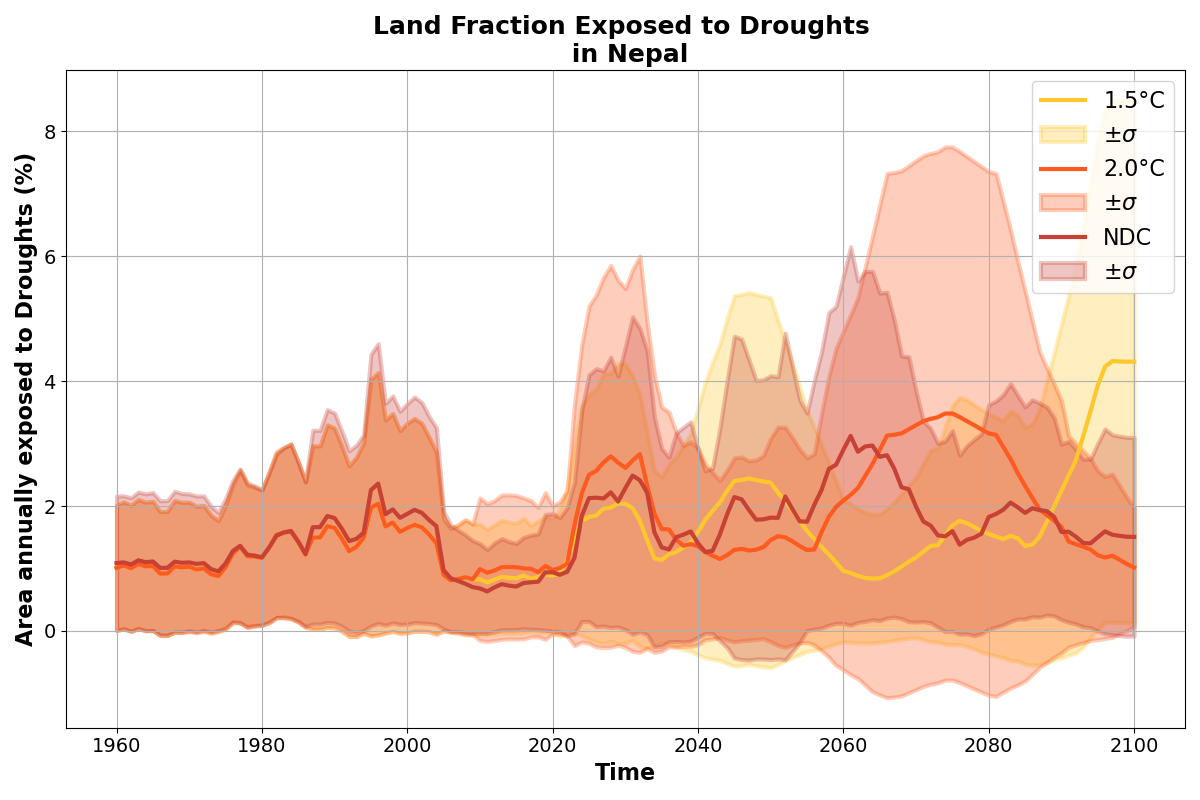 Land Fraction Exposed to Droughts
in Nepal
Area annually exposed to Droughts (%)
8
6
4
2
0
1960 1980 2000 2020 2040 2060 2080 2100
Time
1.5°C
±σ
2.0°C
±σ
NDC
±σ